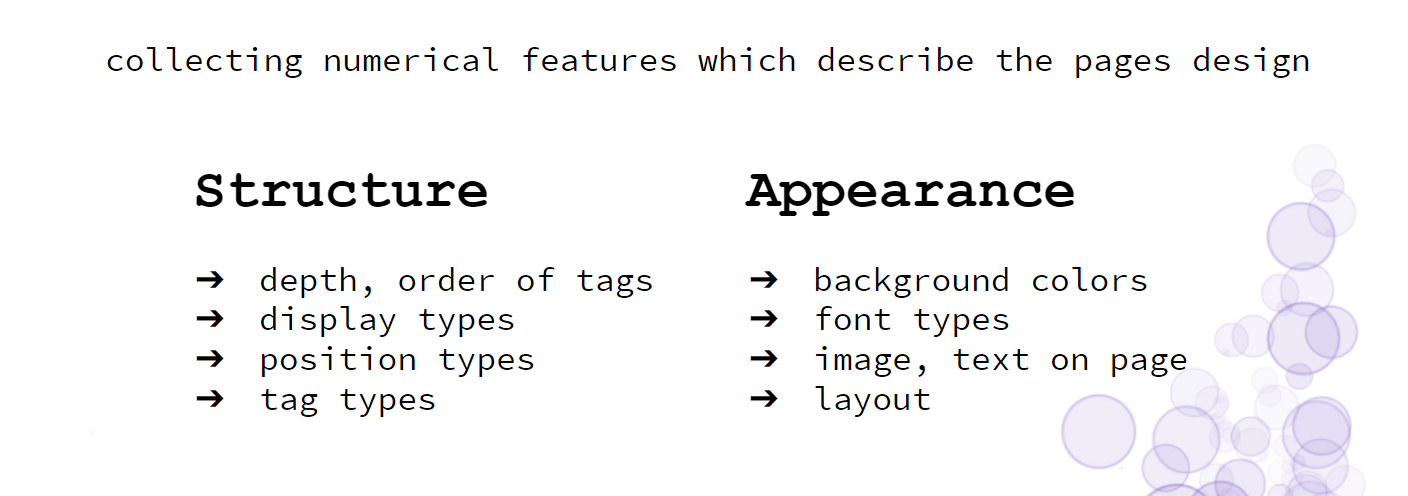 collecting numerical features which describe the pages design
Structure
➔ depth, order of tags
➔ display types
➔ position types
➔ tag types
Appearance
➔ background colors
➔ font types
➔ image, text on page
➔ layout